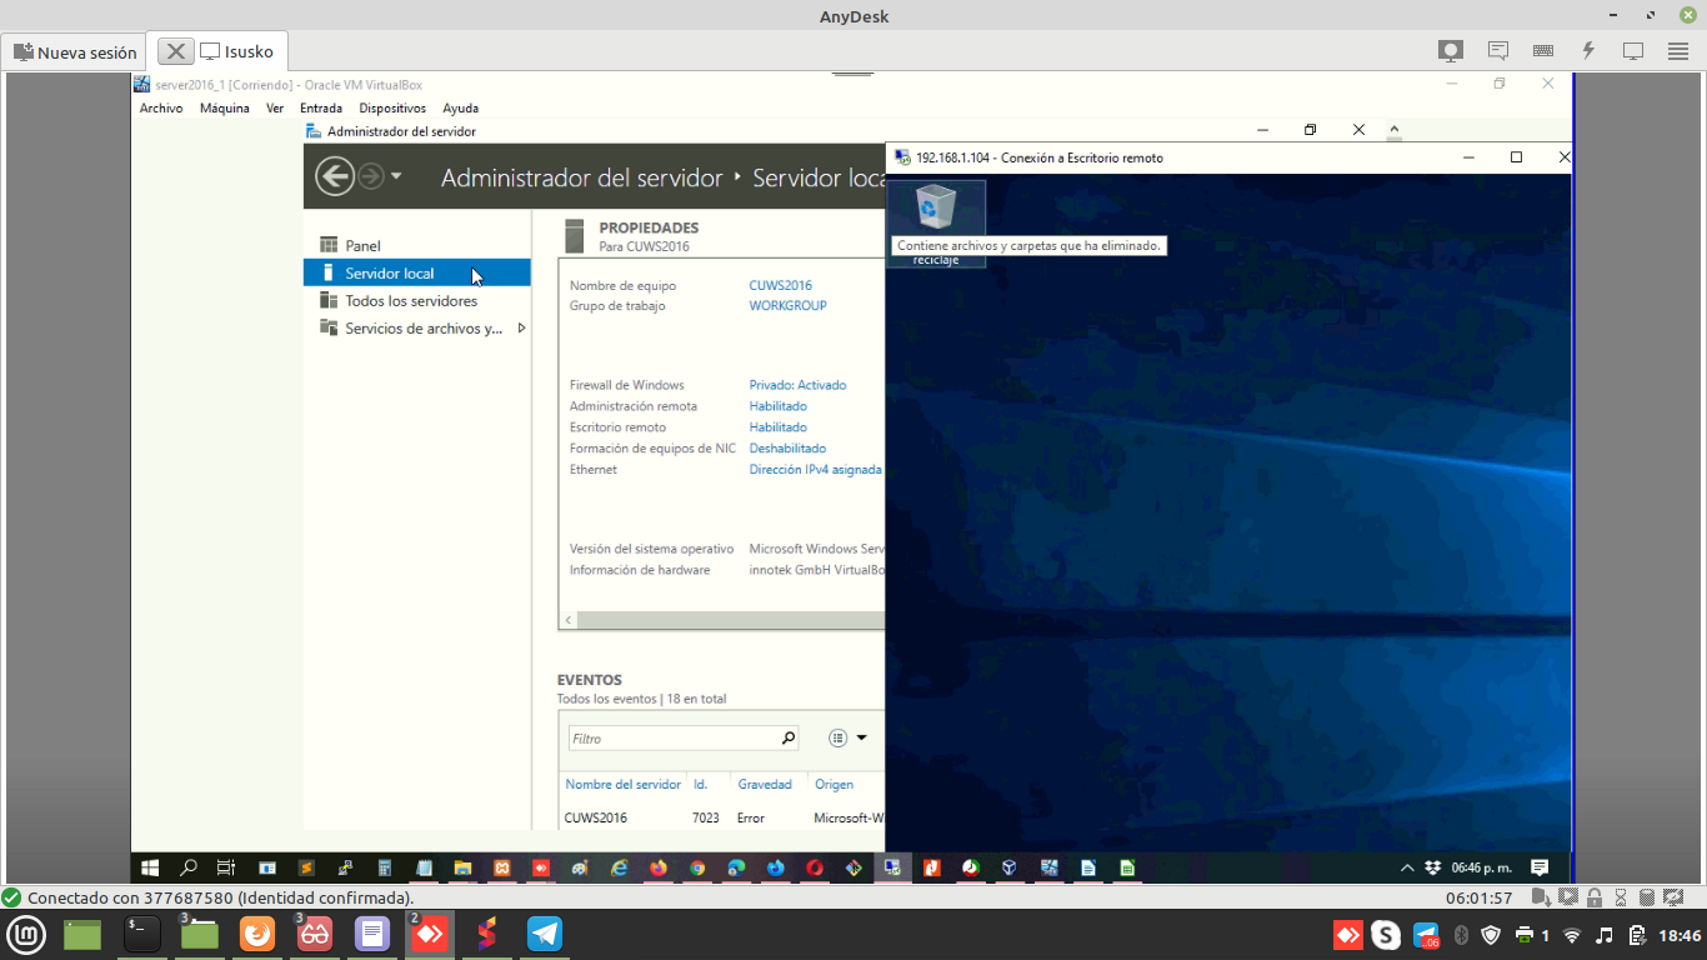 AnyDesk
Nueva sesión
Isusko
server2016_1 [Corriendo] - Oracle VM VirtualBox
Archivo Máquina Ver Entrada Dispositivos Ayuda
Administrador del servidor
Administrador del servidor Servidor loca
192.168.1.104 - Conexión a Escritorio remoto
Contiene archivos y carpetas que ha eliminado.
reciclaje
Panel
Servidor local
Todos los servidores
Servicios de archivos y...
PROPIEDADES
Para CUWS2016
Nombre de equipo CUWS2016
Grupo de trabajo WORKGROUP
Firewall de Windows Privado: Activado
Administración remota Habilitado
Escritorio remoto Habilitado
Formación de equipos de NIC Deshabilitado
Ethernet Dirección IPv4 asignada
Versión del sistema operativo Microsoft Windows Serv
Información de hardware innotek GmbH VirtualBo
EVENTOS
Todos los eventos | 18 en total
Filtro
Nombre del servidor Id. Gravedad Origen
CUWS2016 7023 Error Microsoft-W
06:46 p. m.
Conectado con 377687580 (Identidad confirmada).
06:01:57
3 3 2
.06
1
18:46